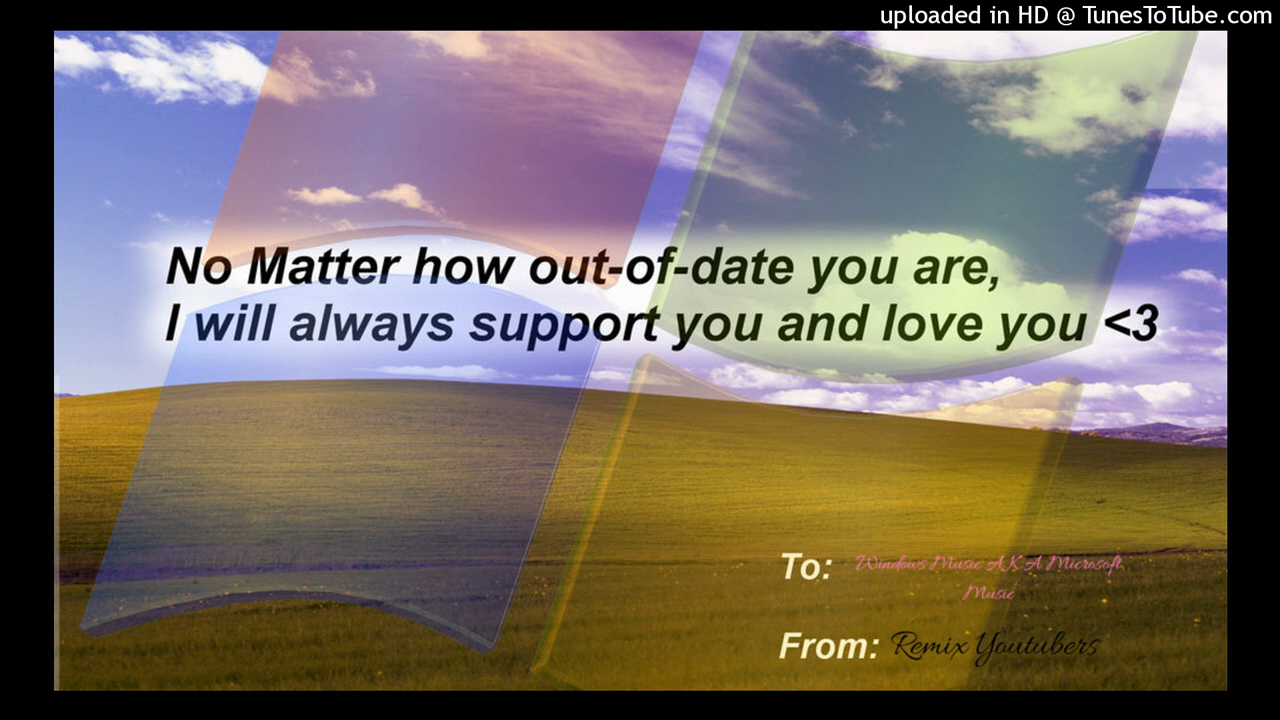 uploaded in HD @ TunesToTube.com
No Matter how out-of-date you are,
I will always support you and love you <3
To: Windows Music A.K.A Microsoft
Music
From: Remix Youtubers